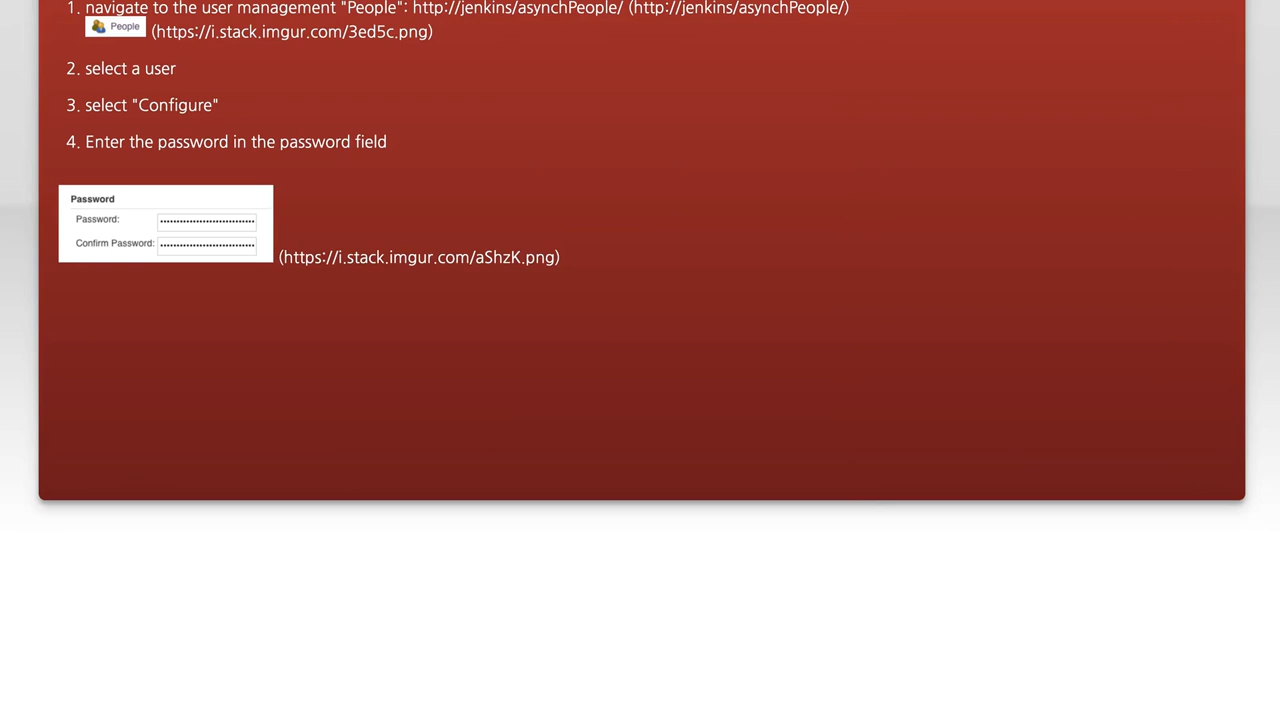 1. navigate to the user management "People": http://jenkins/asynchPeople/ (http://jenkins/asynchPeople/)
People (https://i.stack.imgur.com/3ed5c.png)
2. select a user
3. select "Configure"
4. Enter the password in the password field
Password
Password: ••••••••••••••••••••••••••••
Confirm Password: ••••••••••••••••••••••••••••
(https://i.stack.imgur.com/aShzK.png)